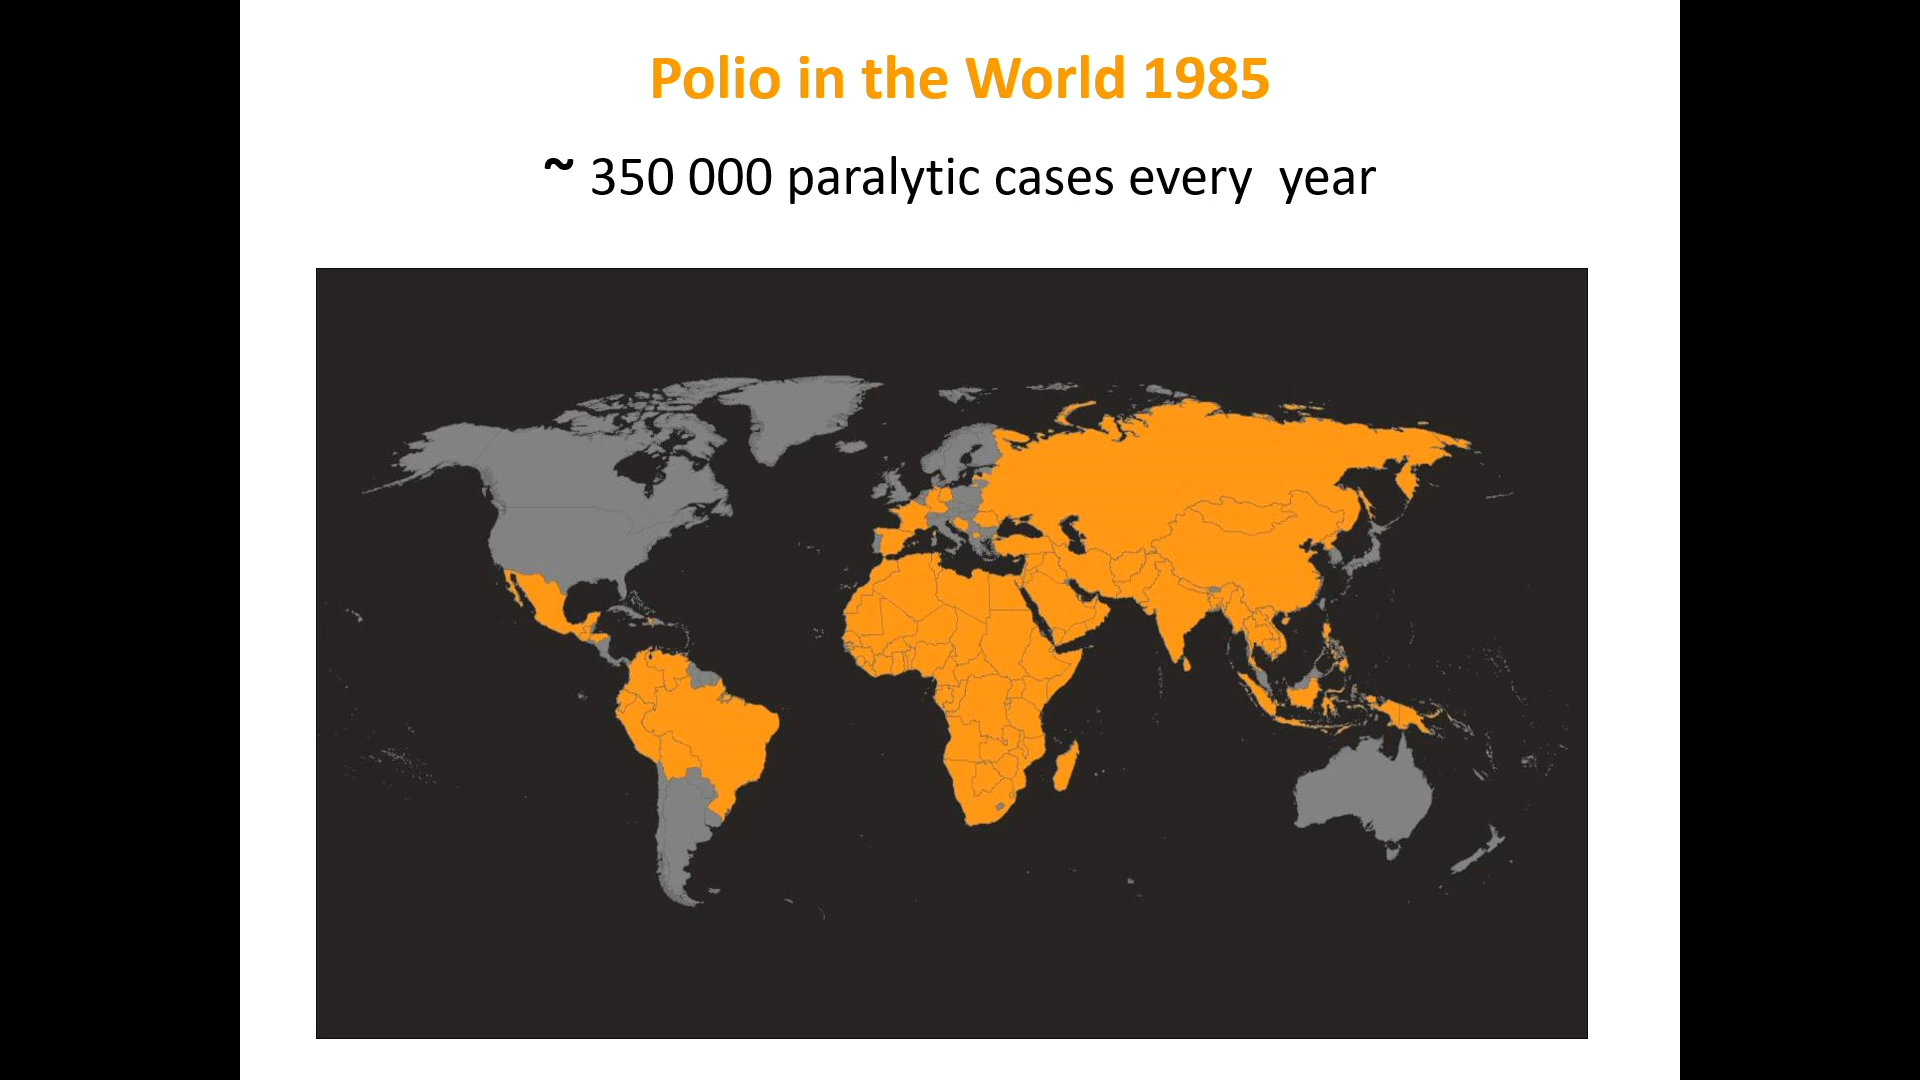 Polio in the World 1985
~ 350 000 paralytic cases every  year